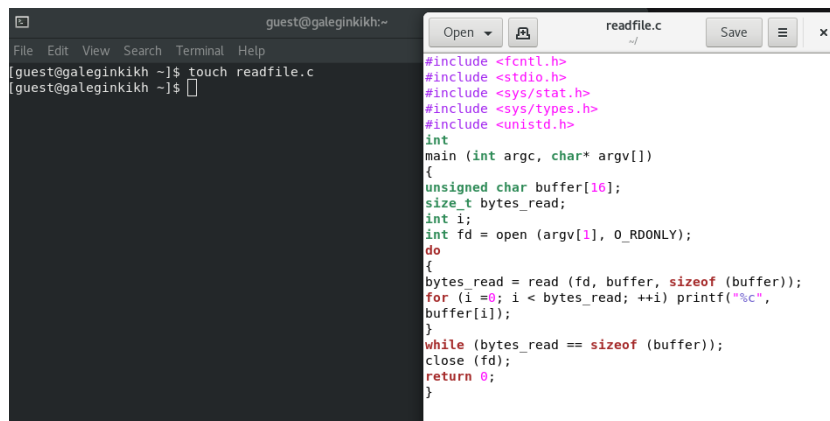 guest@galeginkikh:~
File Edit View Search Terminal Help
[guest@galeginkikh ~]$ touch readfile.c
[guest@galeginkikh ~]$
Open
readfile.c
~/
Save
#include <fcntl.h>
#include <stdio.h>
#include <sys/stat.h>
#include <sys/types.h>
#include <unistd.h>
int
main (int argc, char* argv[])
{
unsigned char buffer[16];
size_t bytes_read;
int i;
int fd = open (argv[1], O_RDONLY);
do
{
bytes_read = read (fd, buffer, sizeof (buffer));
for (i =0; i < bytes_read; ++i) printf("%c",
buffer[i]);
}
while (bytes_read == sizeof (buffer));
close (fd);
return 0;
}